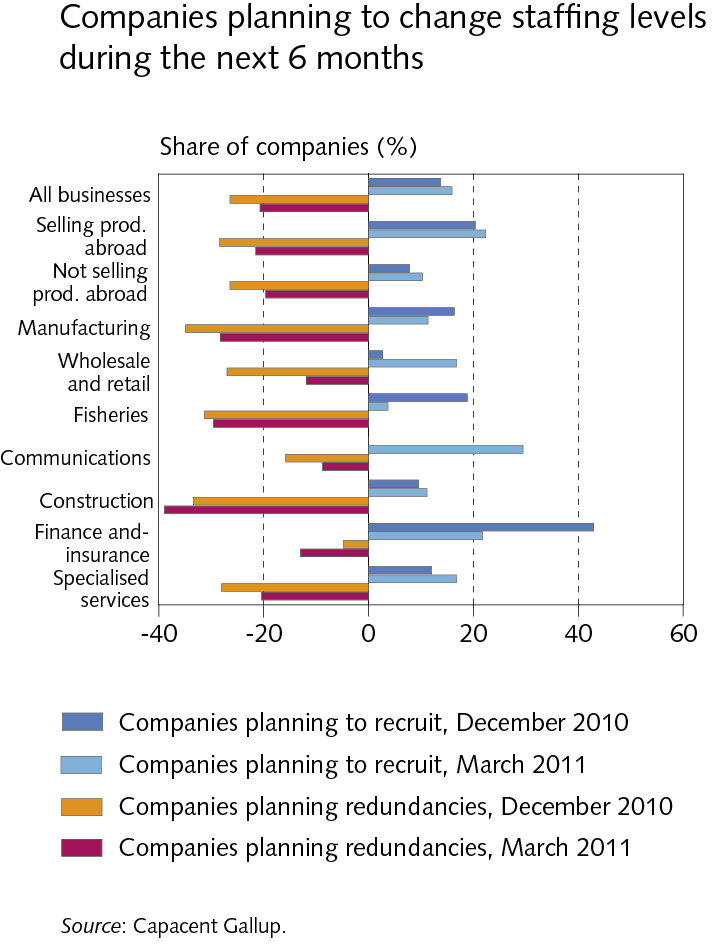 Companies planning to change staffing levels
during the next 6 months
Share of companies (%)
All businesses
Selling prod.
abroad
Not selling
prod. abroad
Manufacturing
Wholesale
and retail
Fisheries
Communications
Construction
Finance and-
insurance
Specialised
services
-40 -20 0 20 40 60
Companies planning to recruit, December 2010
Companies planning to recruit, March 2011
Companies planning redundancies, December 2010
Companies planning redundancies, March 2011
Source: Capacent Gallup.